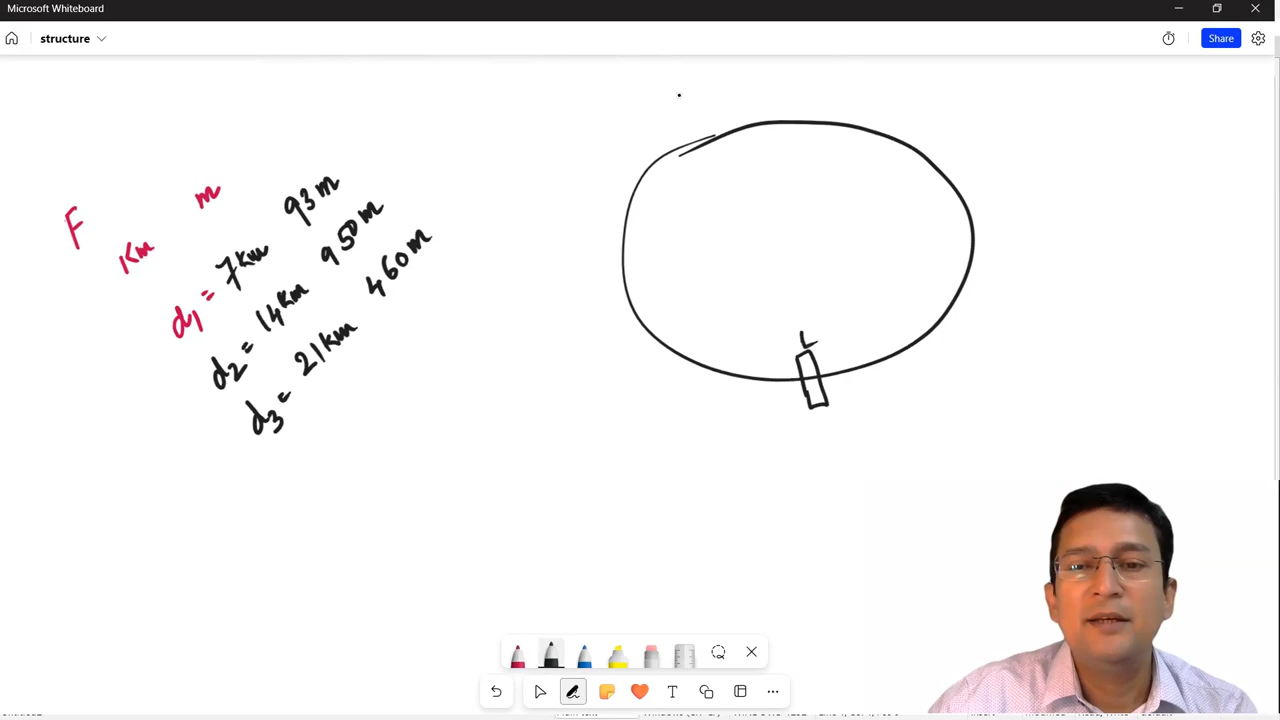 Microsoft Whiteboard
structure
Share
F
Km m
d1 = 7Km 93m
d2 = 14Km 950m
d3 = 21Km 460m
L